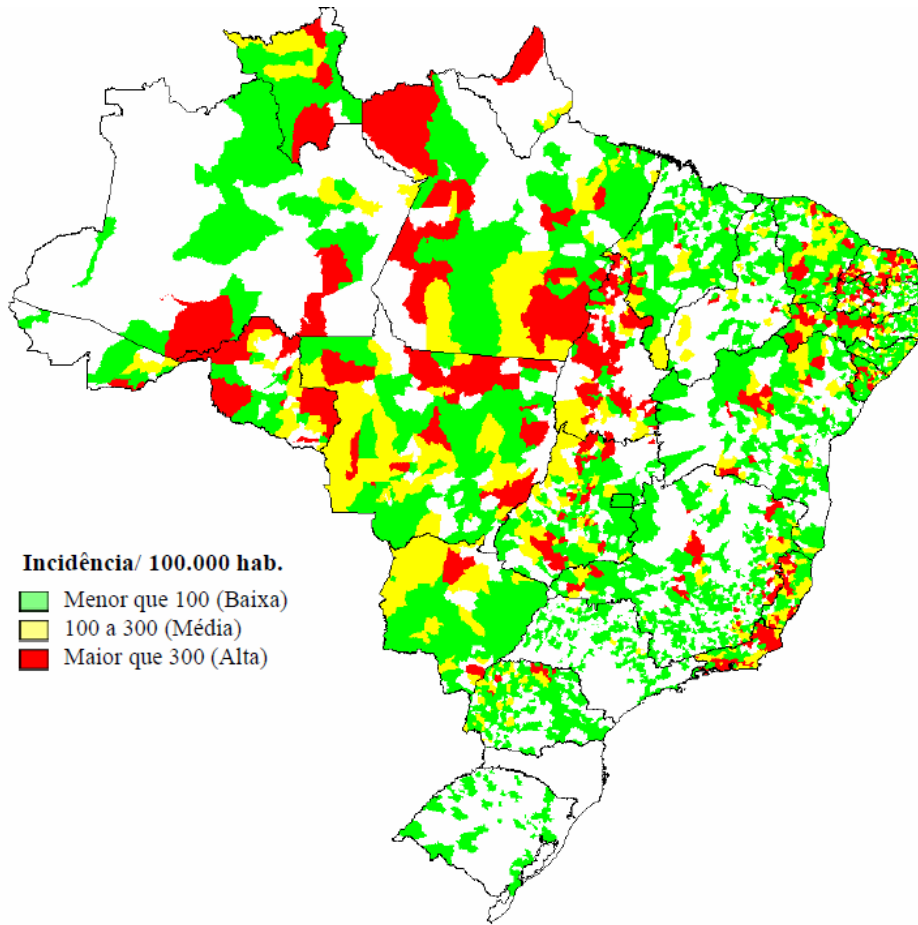 Incidência/ 100.000 hab.
Menor que 100 (Baixa)
100 a 300 (Média)
Maior que 300 (Alta)